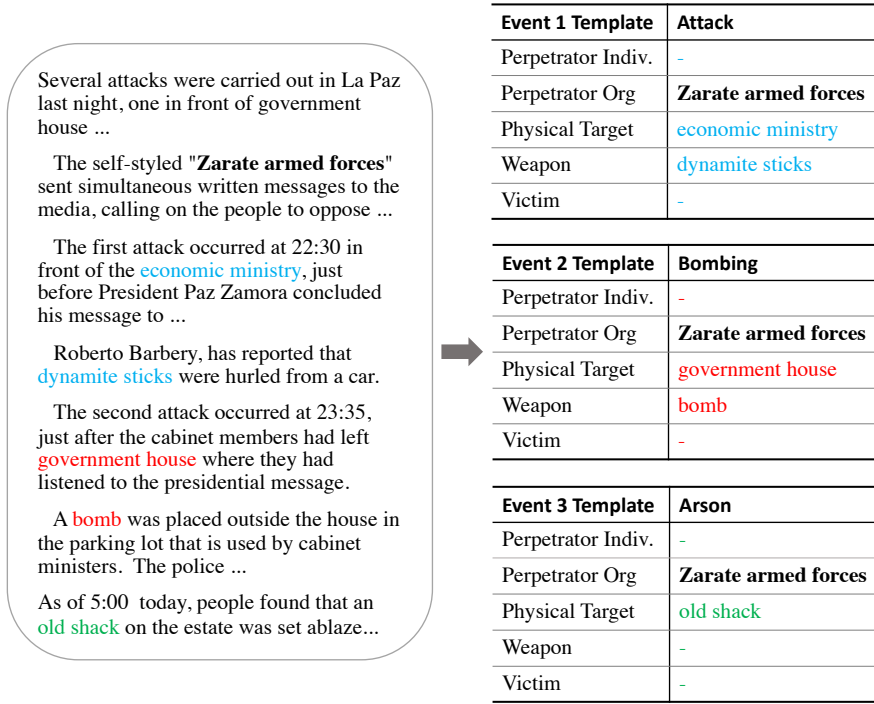 Several attacks were carried out in La Paz
last night, one in front of government
house ...
The self-styled "Zarate armed forces"
sent simultaneous written messages to the
media, calling on the people to oppose ...
The first attack occurred at 22:30 in
front of the economic ministry, just
before President Paz Zamora concluded
his message to ...
Roberto Barbery, has reported that
dynamite sticks were hurled from a car.
The second attack occurred at 23:35,
just after the cabinet members had left
government house where they had
listened to the presidential message.
A bomb was placed outside the house in
the parking lot that is used by cabinet
ministers. The police ...
As of 5:00 today, people found that an
old shack on the estate was set ablaze...
Event 1 Template Attack
Perpetrator Indiv. -
Perpetrator Org Zarate armed forces
Physical Target economic ministry
Weapon dynamite sticks
Victim -
Event 2 Template Bombing
Perpetrator Indiv. -
Perpetrator Org Zarate armed forces
Physical Target government house
Weapon bomb
Victim -
Event 3 Template Arson
Perpetrator Indiv. -
Perpetrator Org Zarate armed forces
Physical Target old shack
Weapon -
Victim -